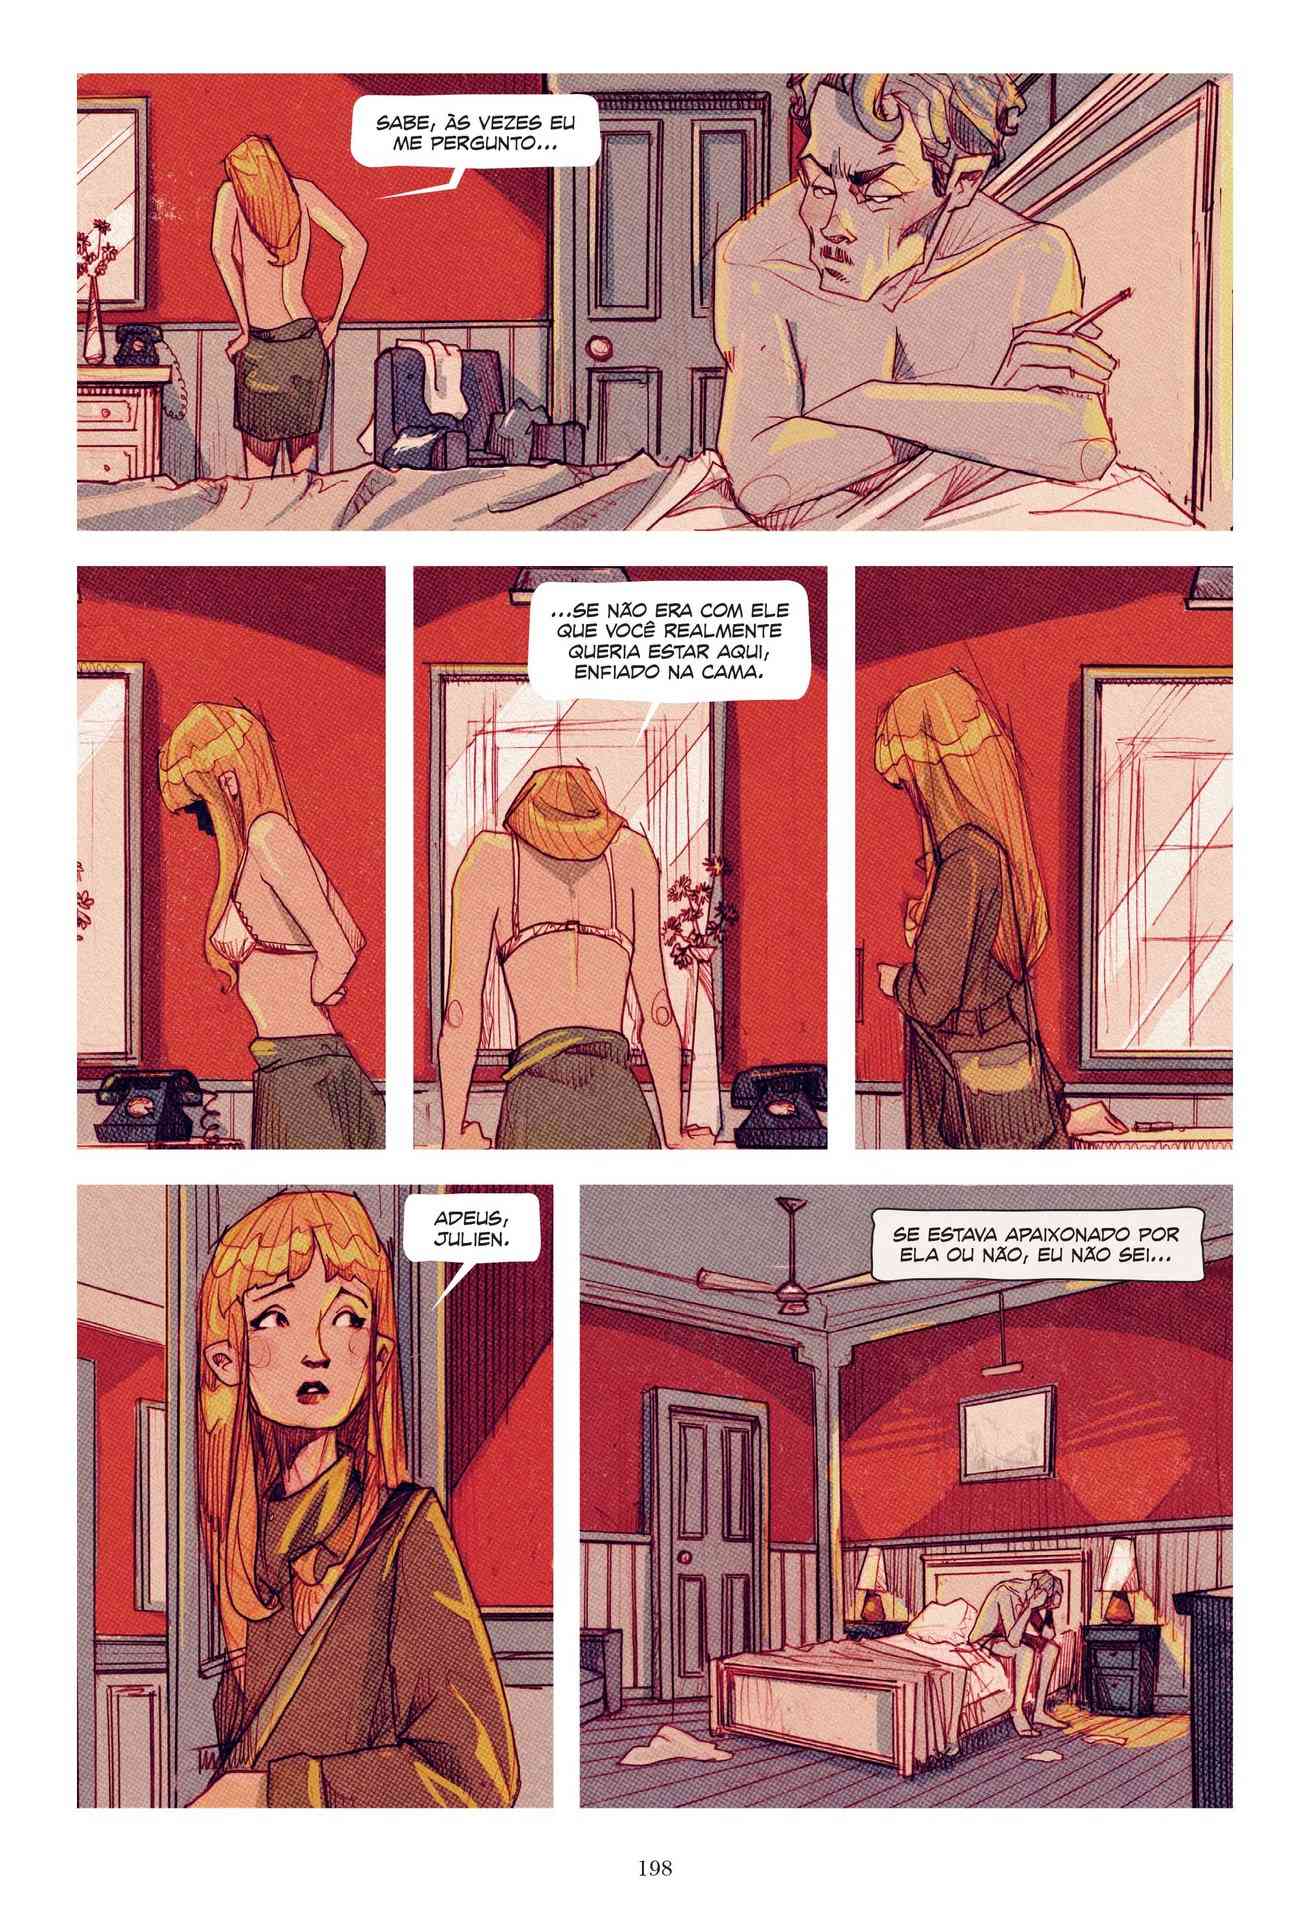 SABE, ÀS VEZES EU
ME PERGUNTO...
...SE NÃO ERA COM ELE
QUE VOCÊ REALMENTE
QUERIA ESTAR AQUI,
ENFIADO NA CAMA.
ADEUS,
JULIEN.
SE ESTAVA APAIXONADO POR
ELA OU NÃO, EU NÃO SEI...
198